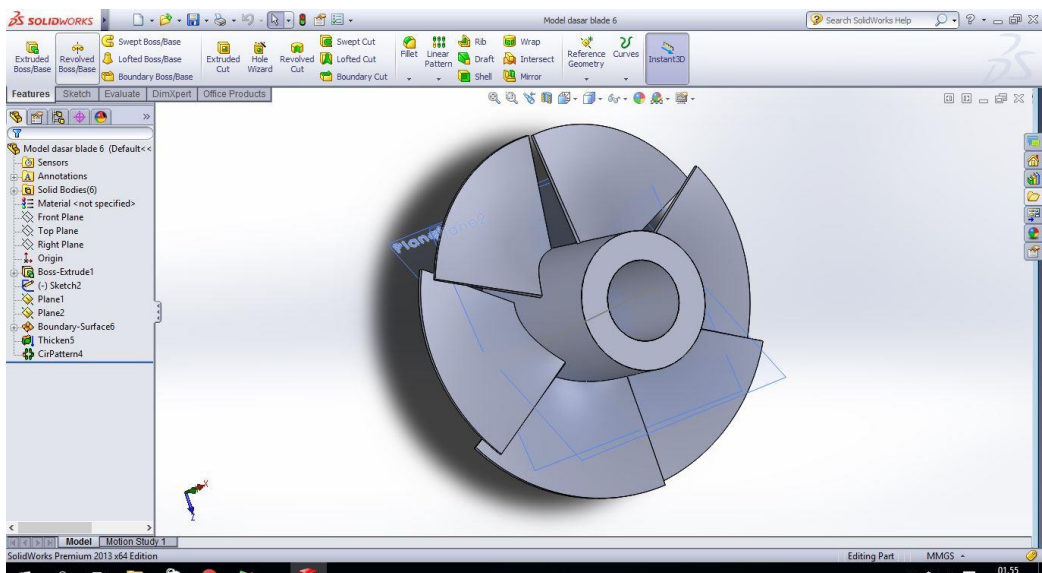 SOLIDWORKS
Model dasar blade 6
Search SolidWorks Help
Extruded Boss/Base
Revolved Boss/Base
Swept Boss/Base
Lofted Boss/Base
Boundary Boss/Base
Extruded Cut
Hole Wizard
Revolved Cut
Swept Cut
Lofted Cut
Boundary Cut
Fillet
Linear Pattern
Rib
Draft
Shell
Wrap
Intersect
Mirror
Reference Geometry
Curves
Instant3D
Features Sketch Evaluate DimXpert Office Products
Model dasar blade 6 (Default<<
Sensors
Annotations
Solid Bodies(6)
Material <not specified>
Front Plane
Top Plane
Right Plane
Origin
Boss-Extrude1
(-) Sketch2
Plane1
Plane2
Boundary-Surface6
Thicken5
CirPattern4
X
Z
Model Motion Study 1
SolidWorks Premium 2013 x64 Edition
Editing Part
MMGS
01.55